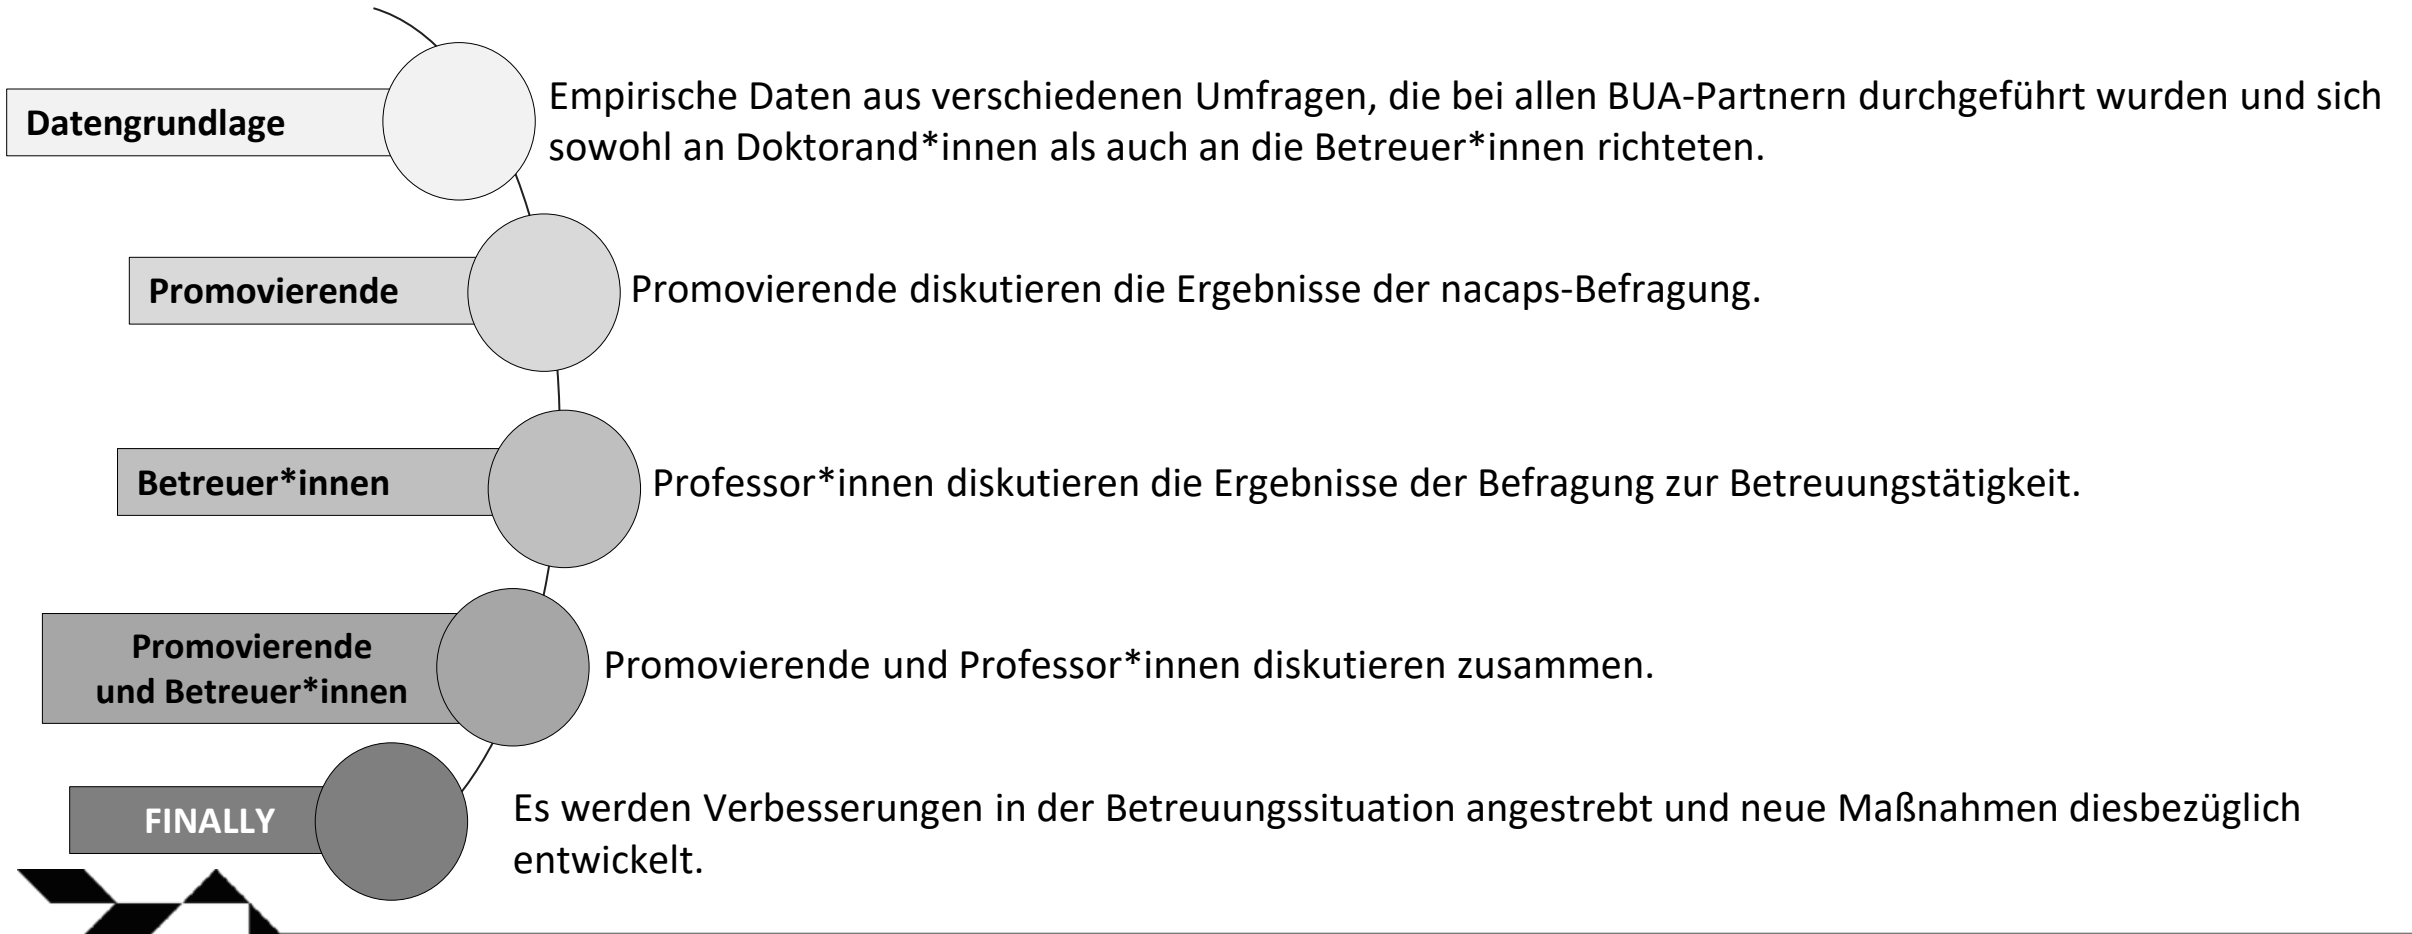 Datengrundlage
Empirische Daten aus verschiedenen Umfragen, die bei allen BUA-Partnern durchgeführt wurden und sich
sowohl an Doktorand*innen als auch an die Betreuer*innen richteten.
Promovierende
Promovierende diskutieren die Ergebnisse der nacaps-Befragung.
Betreuer*innen
Professor*innen diskutieren die Ergebnisse der Befragung zur Betreuungstätigkeit.
Promovierende
und Betreuer*innen
Promovierende und Professor*innen diskutieren zusammen.
FINALLY
Es werden Verbesserungen in der Betreuungssituation angestrebt und neue Maßnahmen diesbezüglich
entwickelt.